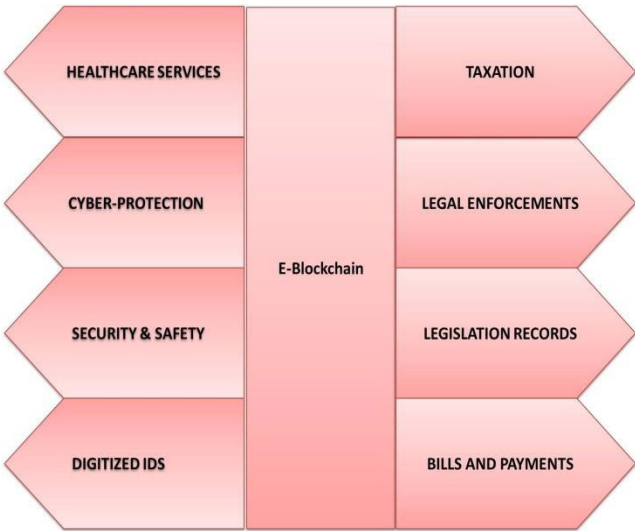 HEALTHCARE SERVICES
TAXATION
CYBER-PROTECTION
LEGAL ENFORCEMENTS
E-Blockchain
SECURITY & SAFETY
LEGISLATION RECORDS
DIGITIZED IDS
BILLS AND PAYMENTS